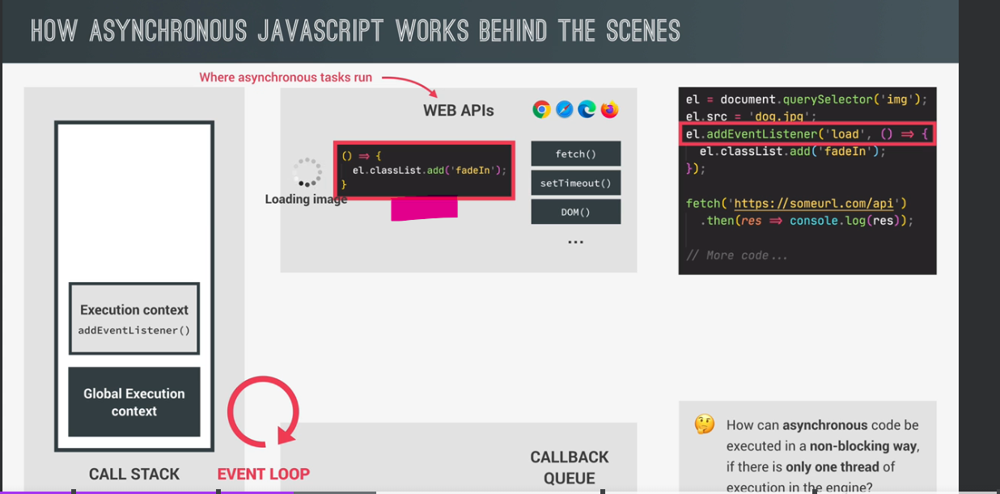 HOW ASYNCHRONOUS JAVASCRIPT WORKS BEHIND THE SCENES
Where asynchronous tasks run
WEB APIs
() => {
el.classList.add('fadeIn');
}
Loading image
fetch()
setTimeout()
DOM()
...
el = document.querySelector('img');
el.src = 'dog.jpg';
el.addEventListener('load', () => {
el.classList.add('fadeIn');
});
fetch('https://someurl.com/api')
.then(res => console.log(res));
// More code...
Execution context
addEventListener()
Global Execution
context
CALL STACK
EVENT LOOP
CALLBACK
QUEUE
How can asynchronous code be
executed in a non-blocking way,
if there is only one thread of
execution in the engine?